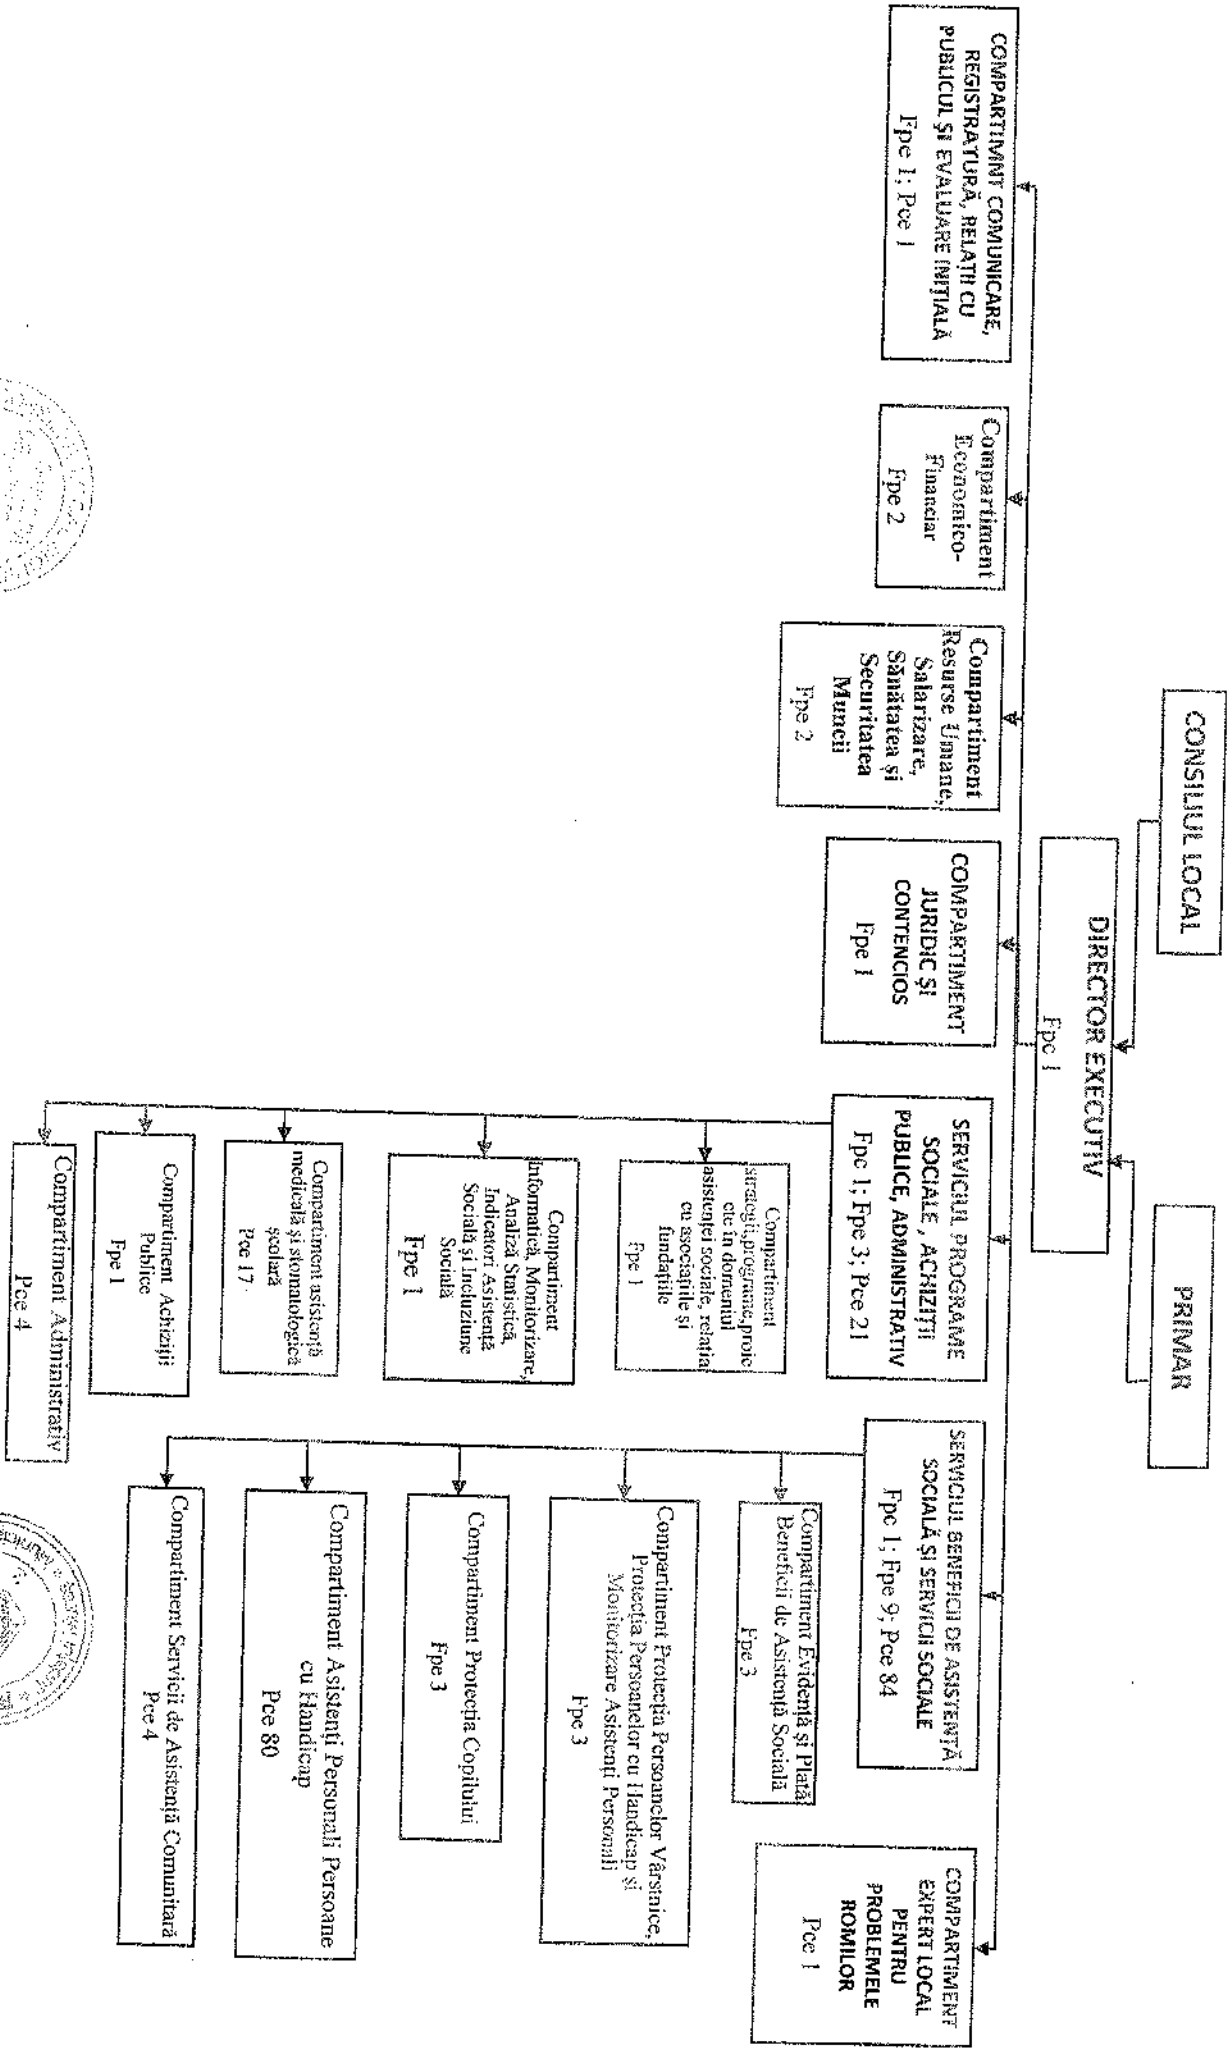 CONSILIUL LOCAL
PRIMAR
DIRECTOR EXECUTIV
Fpc 1
COMPARTIMNT COMUNICARE,
REGISTRATURĂ, RELAȚII CU
PUBLICUL ȘI EVALUARE INIȚIALĂ
Fpe 1; Pce 1
Compartiment
Economico-
Financiar
Fpe 2
Compartiment
Resurse Umane,
Salarizare,
Sănătatea și
Securitatea
Muncii
Fpe 2
COMPARTIMENT
JURIDIC ȘI
CONTENCIOS
Fpe 1
SERVICIUL PROGRAME
SOCIALE , ACHIZIȚII
PUBLICE, ADMINISTRATIV
Fpc 1; Fpe 3; Pce 21
Compartiment
strategii,programe,proie
cte în domeniul
asistenței sociale, relația
cu asociațiile și
fundațiile
Fpe 1
Compartiment
Informatică, Monitorizare,
Analiză Statistică,
Indicatori Asistență
Socială și Incluziune
Socială
Fpe 1
Compartiment asistență
medicală și stomatologică
școlară
Pce 17
Compartiment Achiziții
Publice
Fpe 1
Compartiment Administrativ
Pce 4
SERVICIUL BENEFICII DE ASISTENȚĂ
SOCIALĂ ȘI SERVICII SOCIALE
Fpc 1; Fpe 9; Pce 84
Compartiment Evidență și Plată
Beneficii de Asistență Socială
Fpe 3
Compartiment Protecția Persoanelor Vârstnice,
Protecția Persoanelor cu Handicap și
Monitorizare Asistenți Personali
Fpe 3
Compartiment Protecția Copilului
Fpe 3
Compartiment Asistenți Personali Persoane
cu Handicap
Pce 80
Compartiment Servicii de Asistență Comunitară
Pce 4
COMPARTIMENT
EXPERT LOCAL
PENTRU
PROBLEMELE
ROMILOR
Pce 1